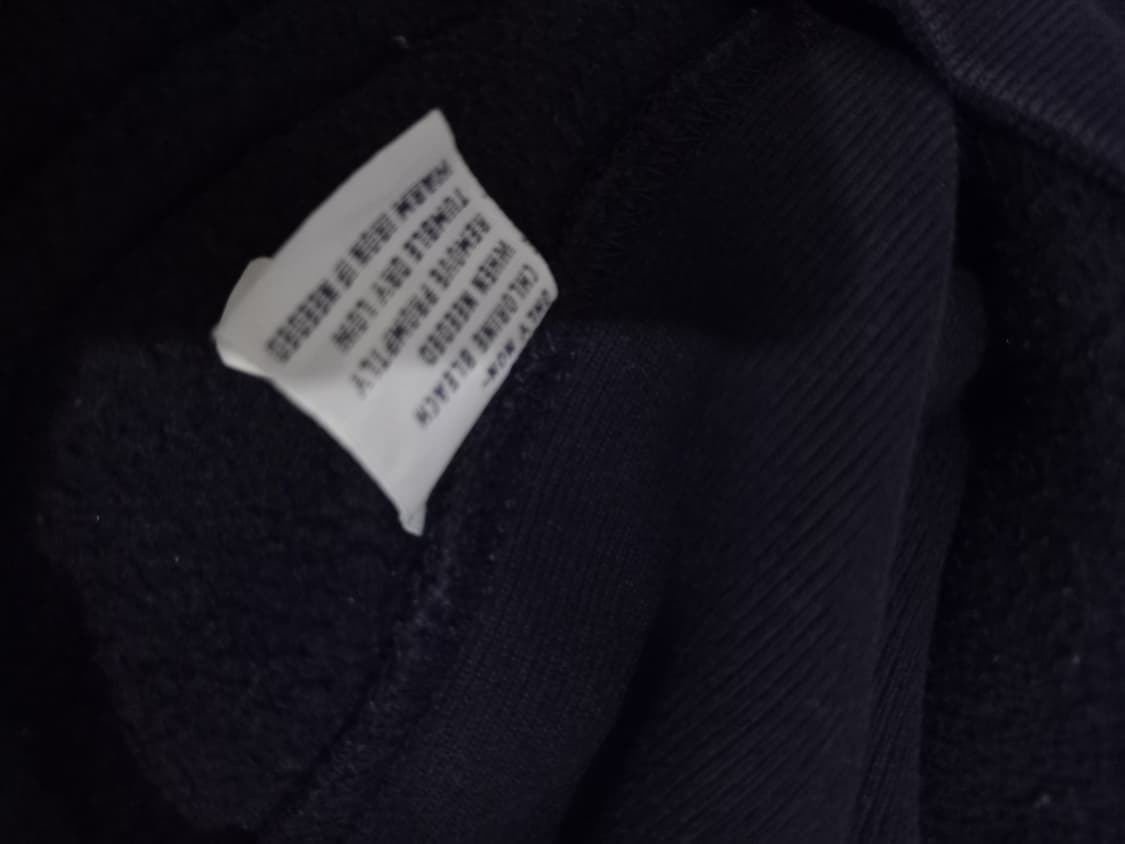 ONLY NON-
CHLORINE BLEACH
WHEN NEEDED
REMOVE PROMPTLY
TUMBLE DRY LOW
WARM IRON IF NEEDED